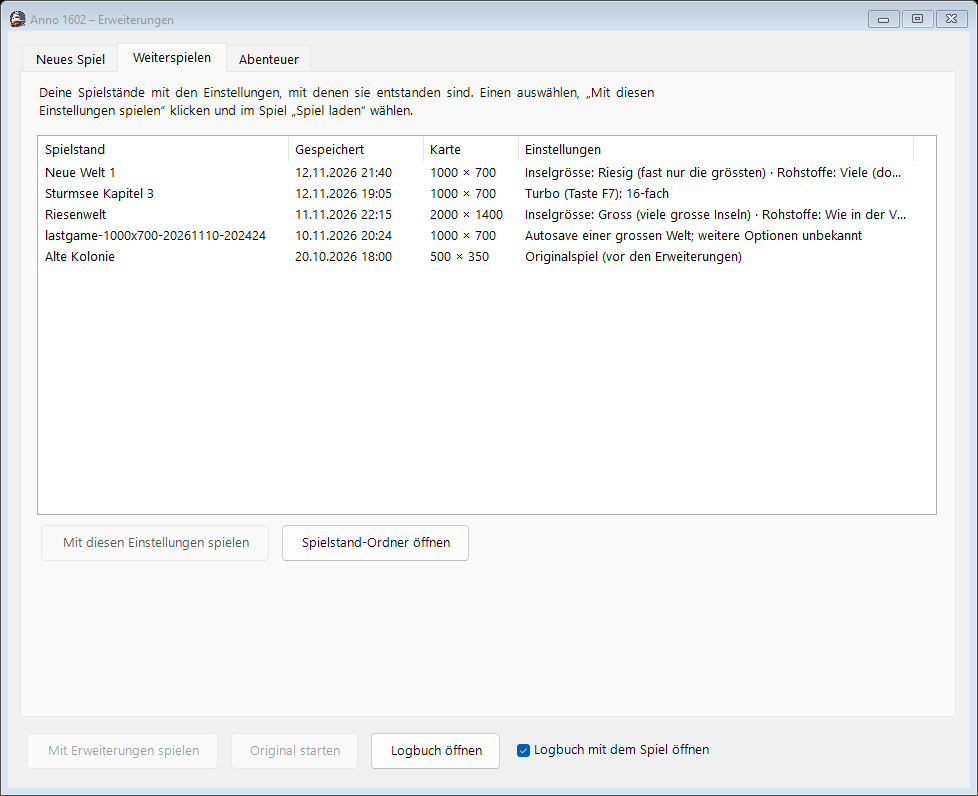 Anno 1602 – Erweiterungen
Neues Spiel Weiterspielen Abenteuer
Deine Spielstände mit den Einstellungen, mit denen sie entstanden sind. Einen auswählen, „Mit diesen
Einstellungen spielen“ klicken und im Spiel „Spiel laden“ wählen.
Spielstand Gespeichert Karte Einstellungen
Neue Welt 1 12.11.2026 21:40 1000 × 700 Inselgrösse: Riesig (fast nur die grössten) · Rohstoffe: Viele (do...
Sturmsee Kapitel 3 12.11.2026 19:05 1000 × 700 Turbo (Taste F7): 16-fach
Riesenwelt 11.11.2026 22:15 2000 × 1400 Inselgrösse: Gross (viele grosse Inseln) · Rohstoffe: Wie in der V...
lastgame-1000x700-20261110-202424 10.11.2026 20:24 1000 × 700 Autosave einer grossen Welt; weitere Optionen unbekannt
Alte Kolonie 20.10.2026 18:00 500 × 350 Originalspiel (vor den Erweiterungen)
Mit diesen Einstellungen spielen Spielstand-Ordner öffnen
Mit Erweiterungen spielen Original starten Logbuch öffnen Logbuch mit dem Spiel öffnen